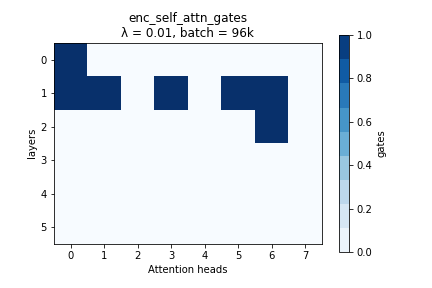 enc_self_attn_gates
λ = 0.01, batch = 96k
layers
0
1
2
3
4
5
0 1 2 3 4 5 6 7
Attention heads
1.0
0.8
0.6
0.4
0.2
0.0
gates